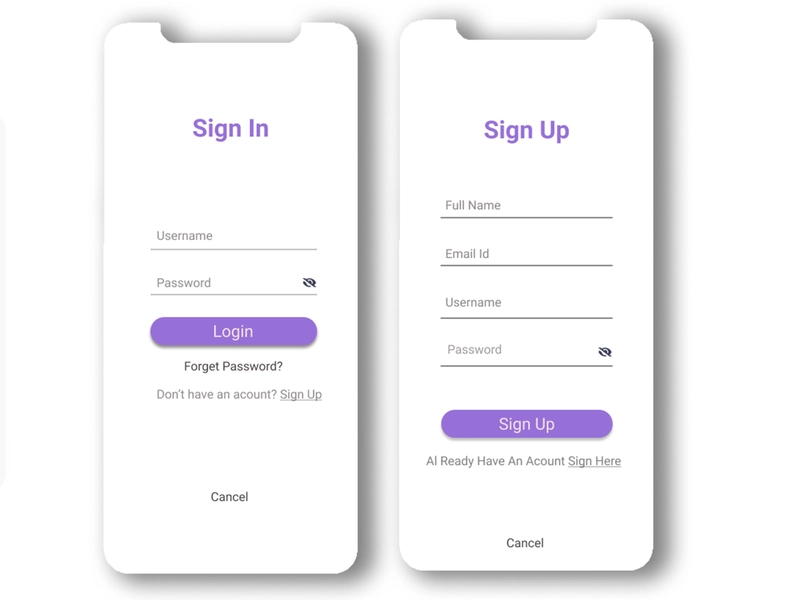 Sign In
Username
Password
Login
Forget Password?
Don't have an acount? Sign Up
Cancel
Sign Up
Full Name
Email Id
Username
Password
Sign Up
Al Ready Have An Acount Sign Here
Cancel